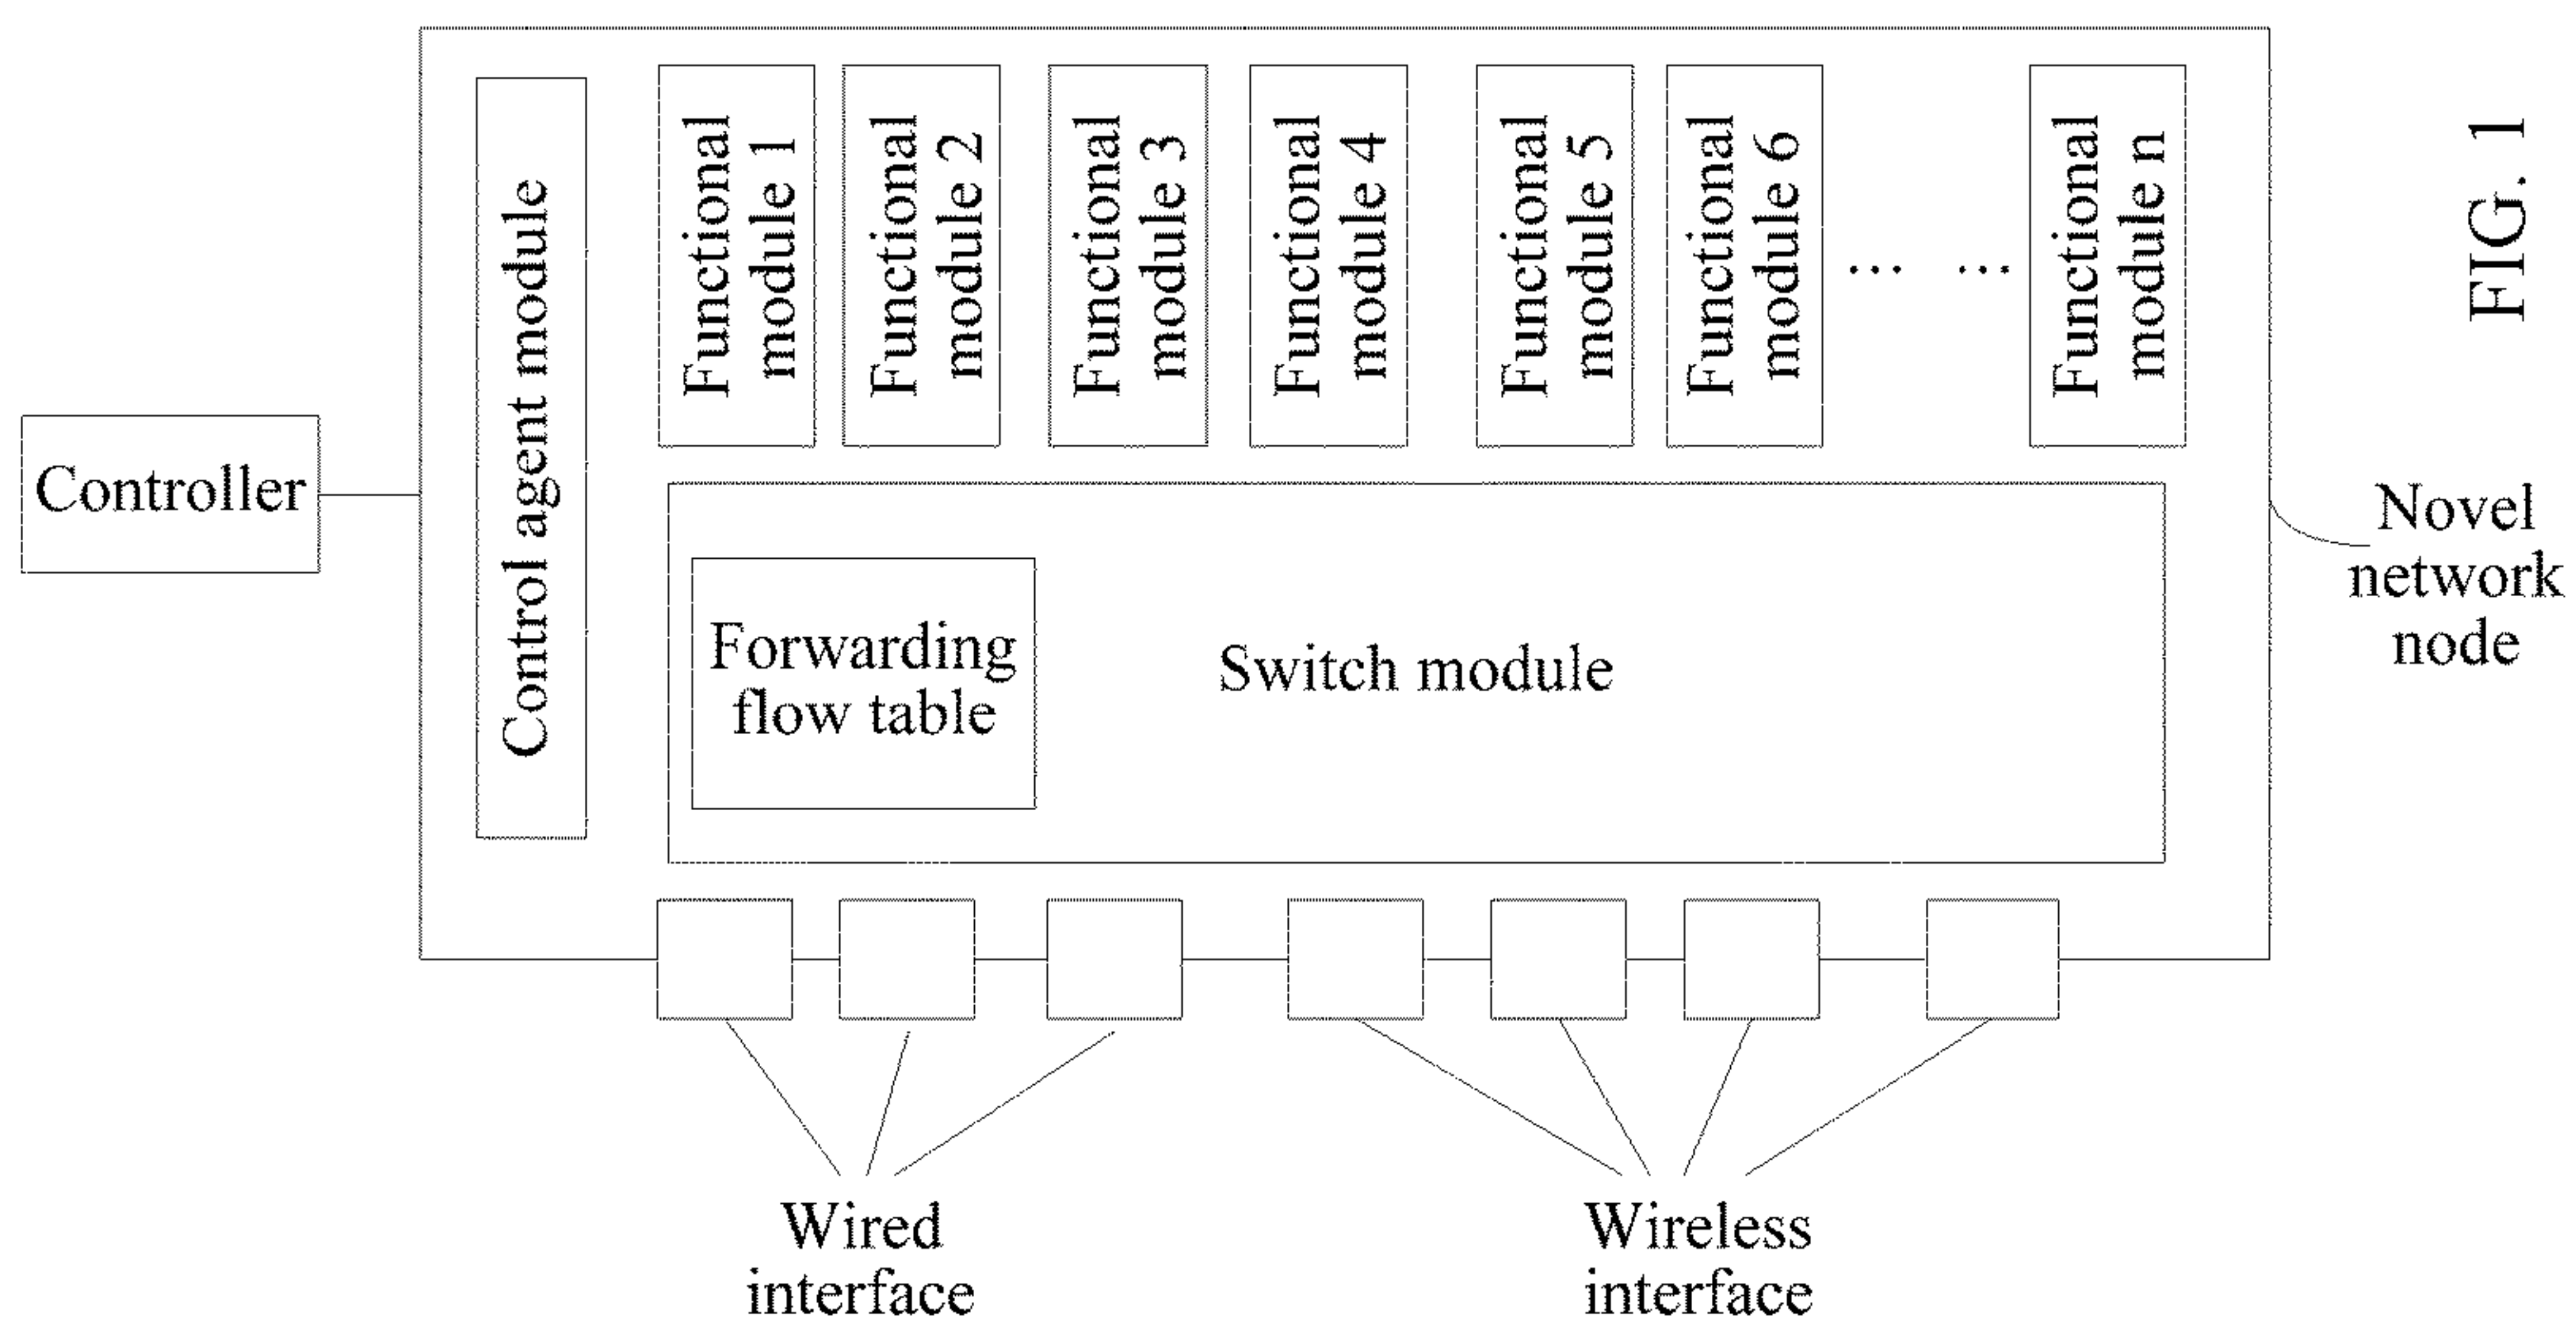 Controller
Control agent module
Functional
module 1
Functional
module 2
Functional
module 3
Functional
module 4
Functional
module 5
Functional
module 6
... ...
Functional
module n
Forwarding
flow table
Switch module
Novel
network
node
Wired
interface
Wireless
interface
FIG. 1